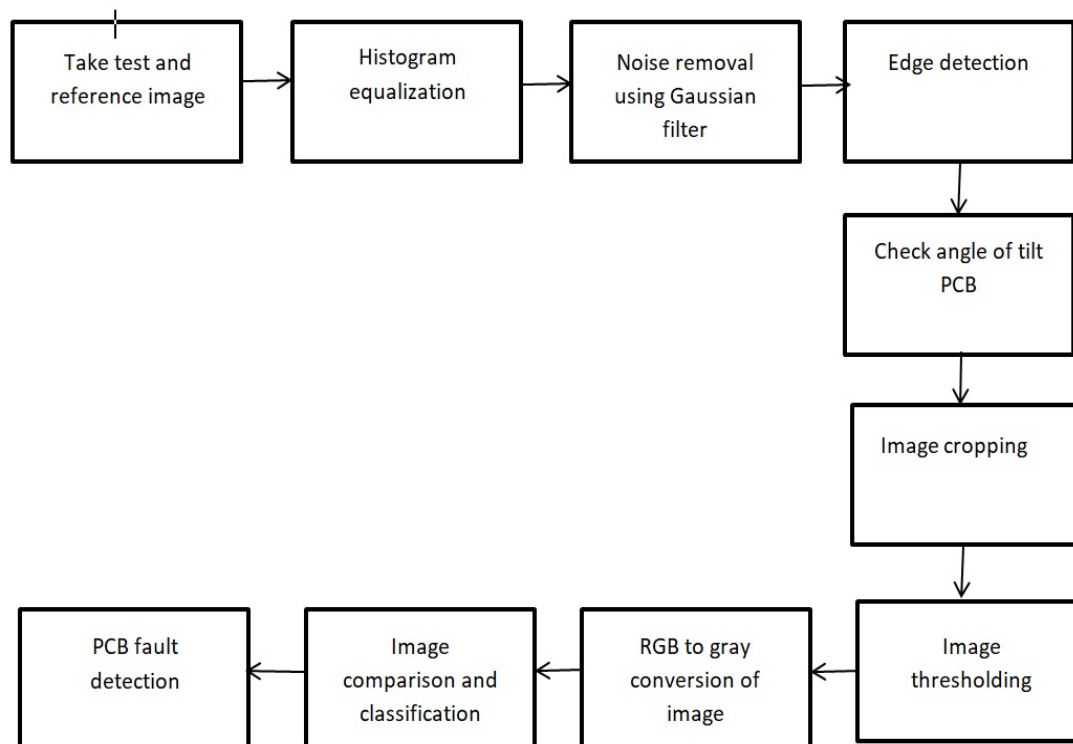 Take test and
reference image
Histogram
equalization
Noise removal
using Gaussian
filter
Edge detection
Check angle of tilt
PCB
Image cropping
Image
thresholding
RGB to gray
conversion of
image
Image
comparison and
classification
PCB fault
detection